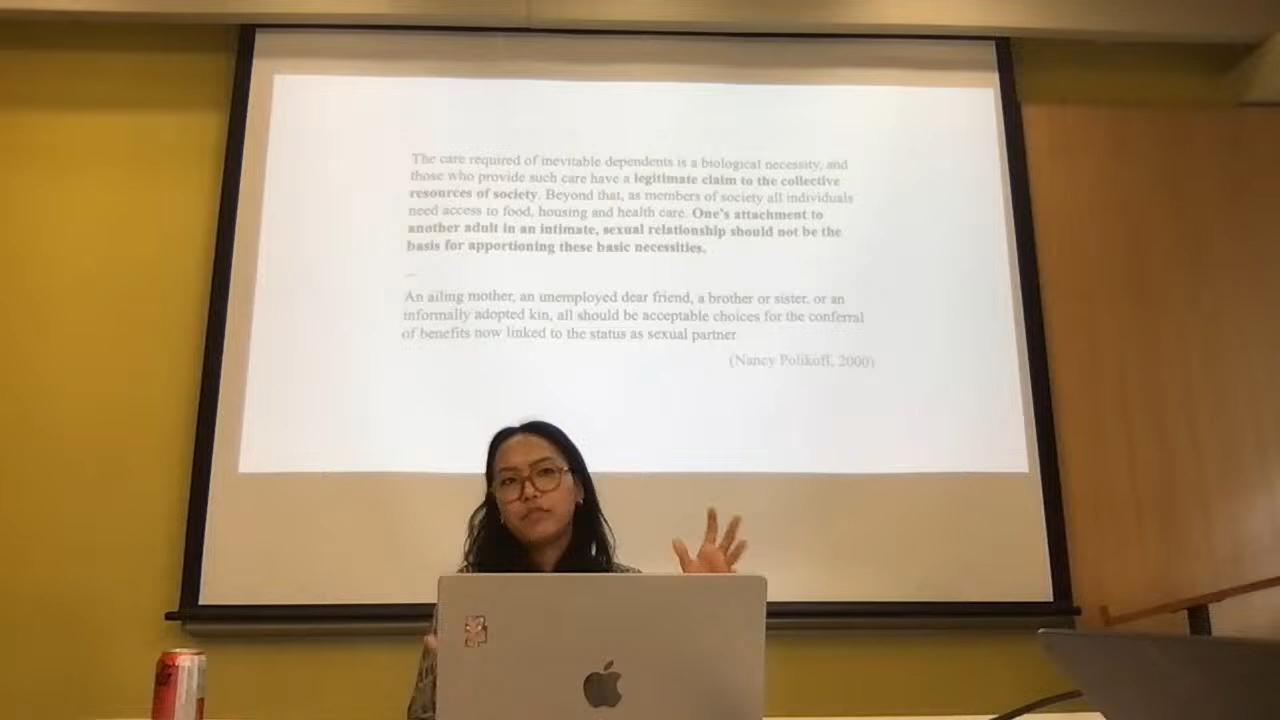 The care required of inevitable dependents is a biological necessity, and
those who provide such care have a legitimate claim to the collective
resources of society. Beyond that, as members of society all individuals
need access to food, housing and health care. One's attachment to
another adult in an intimate, sexual relationship should not be the
basis for apportioning these basic necessities.
—
An ailing mother, an unemployed dear friend, a brother or sister, or an
informally adopted kin, all should be acceptable choices for the conferral
of benefits now linked to the status as sexual partner
(Nancy Polikoff, 2000)